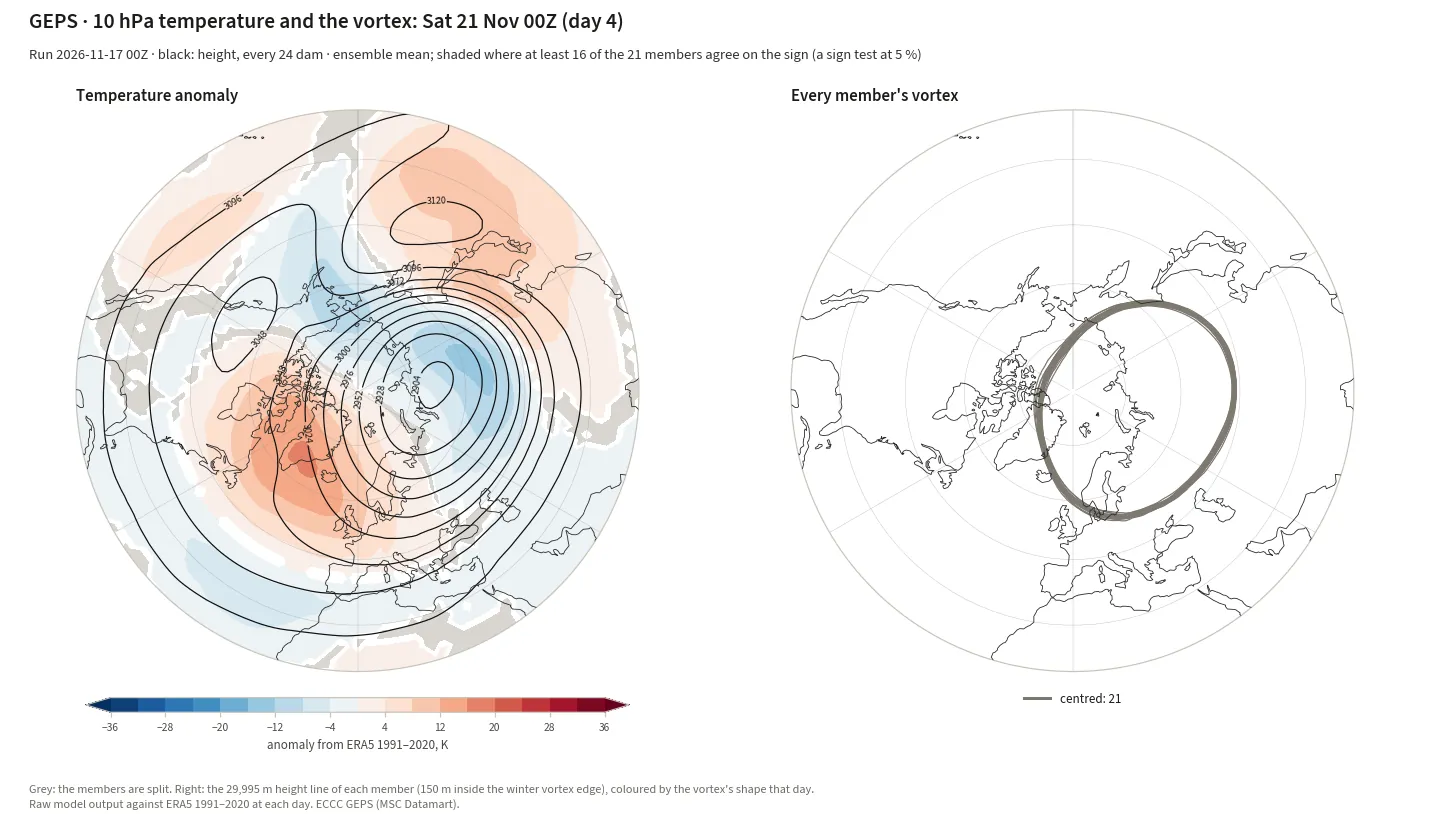 GEPS · 10 hPa temperature and the vortex: Sat 21 Nov 00Z (day 4)
Run 2026-11-17 00Z · black: height, every 24 dam · ensemble mean; shaded where at least 16 of the 21 members agree on the sign (a sign test at 5 %)
Temperature anomaly
Every member's vortex
3096
3120
3096
3072
3048
3000
2976
2952
2928
2904
3024
centred: 21
−36 −28 −20 −12 −4 4 12 20 28 36
anomaly from ERA5 1991–2020, K
Grey: the members are split. Right: the 29,995 m height line of each member (150 m inside the winter vortex edge), coloured by the vortex's shape that day.
Raw model output against ERA5 1991–2020 at each day. ECCC GEPS (MSC Datamart).